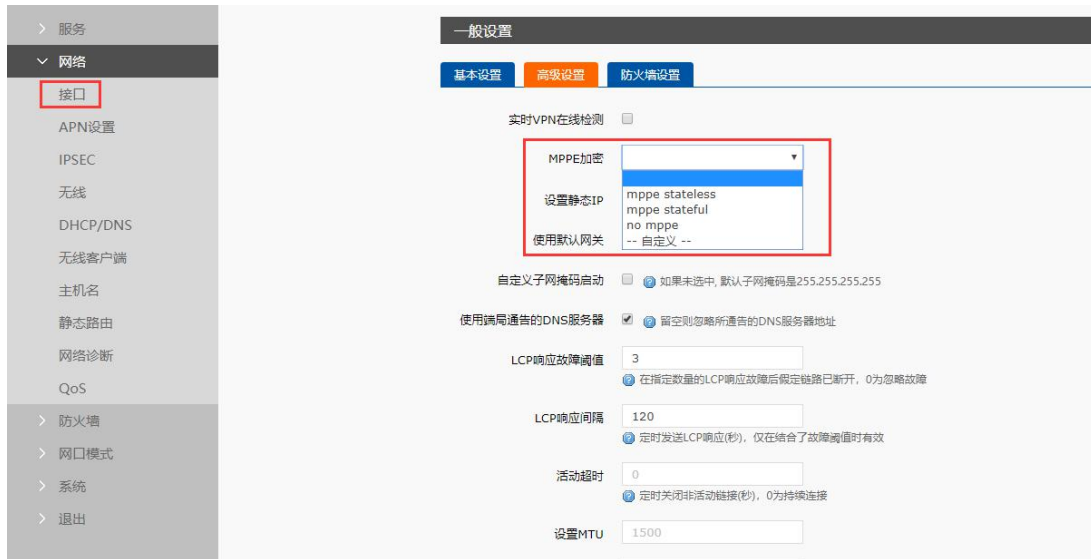 服务
网络
接口
APN设置
IPSEC
无线
DHCP/DNS
无线客户端
主机名
静态路由
网络诊断
QoS
防火墙
网口模式
系统
退出
一般设置
基本设置 高级设置 防火墙设置
实时VPN在线检测
MPPE加密
mppe stateless
设置静态IP
mppe stateful
no mppe
使用默认网关
-- 自定义 --
自定义子网掩码启动 如果未选中, 默认子网掩码是255.255.255.255
使用端局通告的DNS服务器 留空则忽略所通告的DNS服务器地址
LCP响应故障阈值 3
在指定数量的LCP响应故障后假定链路已断开，0为忽略故障
LCP响应间隔 120
定时发送LCP响应(秒)，仅在结合了故障阈值时有效
活动超时 0
定时关闭非活动链接(秒)，0为持续连接
设置MTU 1500